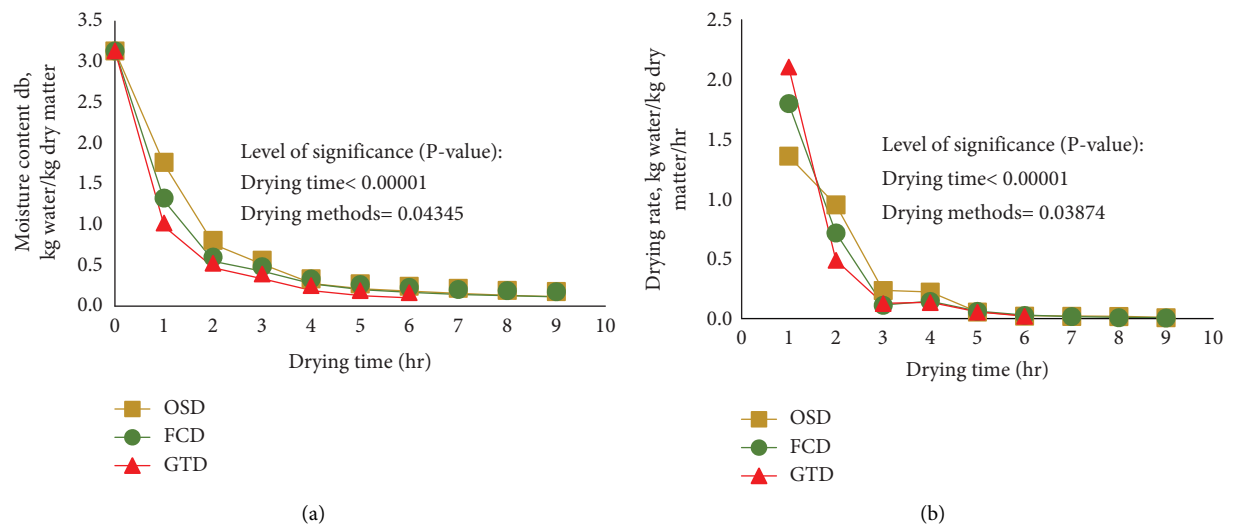 Moisture content db,
kg water/kg dry matter
3.5
3.0
2.5
2.0
1.5
1.0
0.5
0.0
Level of significance (P-value):
Drying time< 0.00001
Drying methods= 0.04345
0 1 2 3 4 5 6 7 8 9 10
Drying time (hr)
OSD
FCD
GTD
(a)
Drying rate, kg water/kg dry
matter/hr
2.5
2.0
1.5
1.0
0.5
0.0
Level of significance (P-value):
Drying time< 0.00001
Drying methods= 0.03874
0 1 2 3 4 5 6 7 8 9 10
Drying time (hr)
OSD
FCD
GTD
(b)